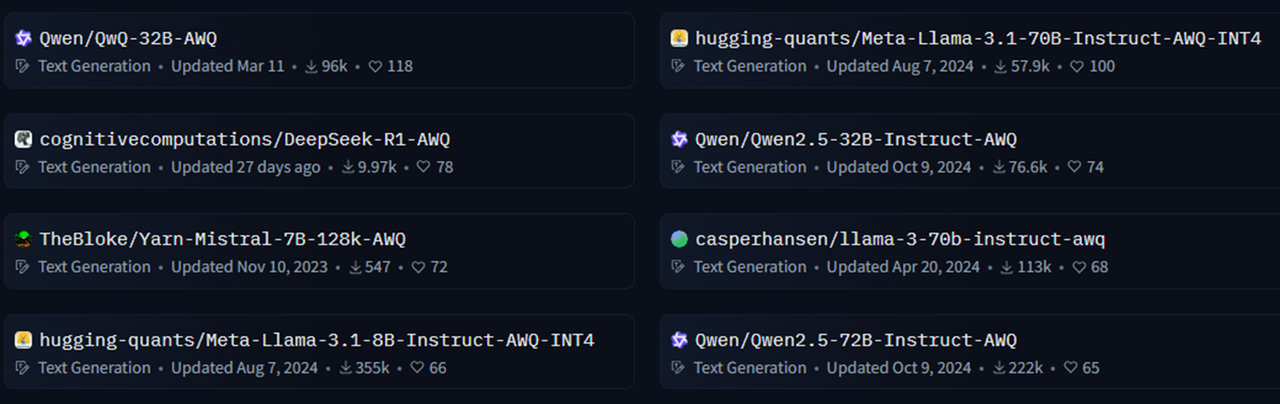 Qwen/QwQ-32B-AWQ
Text Generation • Updated Mar 11 • 96k • 118
hugging-quants/Meta-Llama-3.1-70B-Instruct-AWQ-INT4
Text Generation • Updated Aug 7, 2024 • 57.9k • 100
cognitivecomputations/DeepSeek-R1-AWQ
Text Generation • Updated 27 days ago • 9.97k • 78
Qwen/Qwen2.5-32B-Instruct-AWQ
Text Generation • Updated Oct 9, 2024 • 76.6k • 74
TheBloke/Yarn-Mistral-7B-128k-AWQ
Text Generation • Updated Nov 10, 2023 • 547 • 72
casperhansen/llama-3-70b-instruct-awq
Text Generation • Updated Apr 20, 2024 • 113k • 68
hugging-quants/Meta-Llama-3.1-8B-Instruct-AWQ-INT4
Text Generation • Updated Aug 7, 2024 • 355k • 66
Qwen/Qwen2.5-72B-Instruct-AWQ
Text Generation • Updated Oct 9, 2024 • 222k • 65